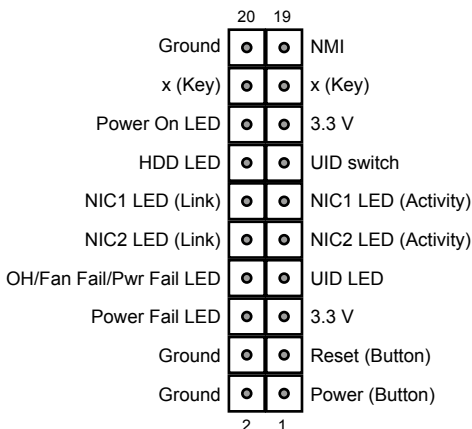 20 19
Ground NMI
x (Key) x (Key)
Power On LED 3.3 V
HDD LED UID switch
NIC1 LED (Link) NIC1 LED (Activity)
NIC2 LED (Link) NIC2 LED (Activity)
OH/Fan Fail/Pwr Fail LED UID LED
Power Fail LED 3.3 V
Ground Reset (Button)
Ground Power (Button)
2 1